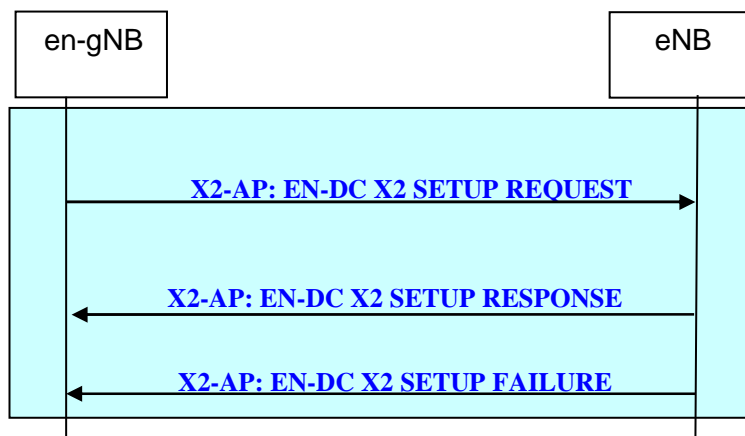 en-gNB
eNB
X2-AP: EN-DC X2 SETUP REQUEST
X2-AP: EN-DC X2 SETUP RESPONSE
X2-AP: EN-DC X2 SETUP FAILURE